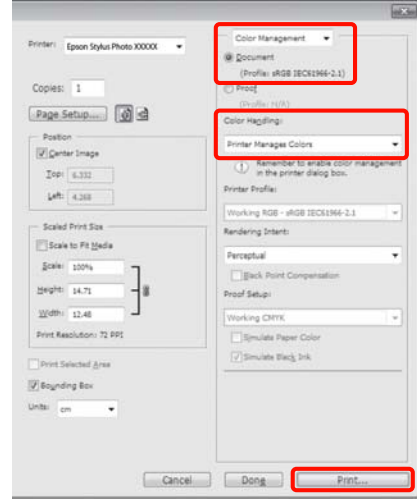 Printer: Epson Stylus Photo XXXXX
Copies: 1
Page Setup...
Position
Center Image
Top: 6.332
Left: 4.268
Scaled Print Size
Scale to Fit Media
Scale: 100%
Height: 14.71
Width: 12.48
Print Resolution: 72 PPI
Print Selected Area
Bounding Box
Units: cm
Color Management
Document
(Profile: sRGB IEC61966-2.1)
Proof
(Profile: N/A)
Color Handling:
Printer Manages Colors
Remember to enable color management
in the printer dialog box.
Printer Profile:
Working RGB - sRGB IEC61966-2.1
Rendering Intent:
Perceptual
Black Point Compensation
Proof Setup:
Working CMYK
Simulate Paper Color
Simulate Black Ink
Cancel
Done
Print...